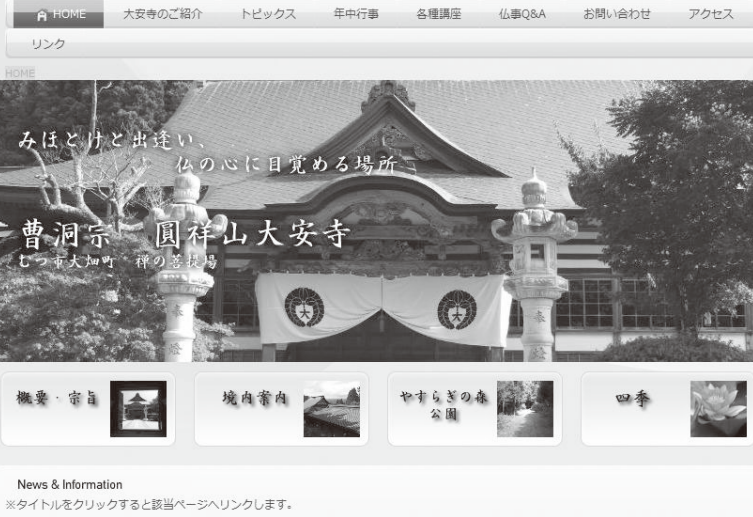 HOME 大安寺のご紹介 トピックス 年中行事 各種講座 仏事Q&A お問い合わせ アクセス
リンク
HOME
みほとけと出逢い、
仏の心に目覚める場所
曹洞宗 圓祥山大安寺
むつ市大畑町 禅の菩提場
大
大
奉
奉
燈
概要・宗旨
境内案内
やすらぎの森
公園
四季
News & Information
※タイトルをクリックすると該当ページへリンクします。